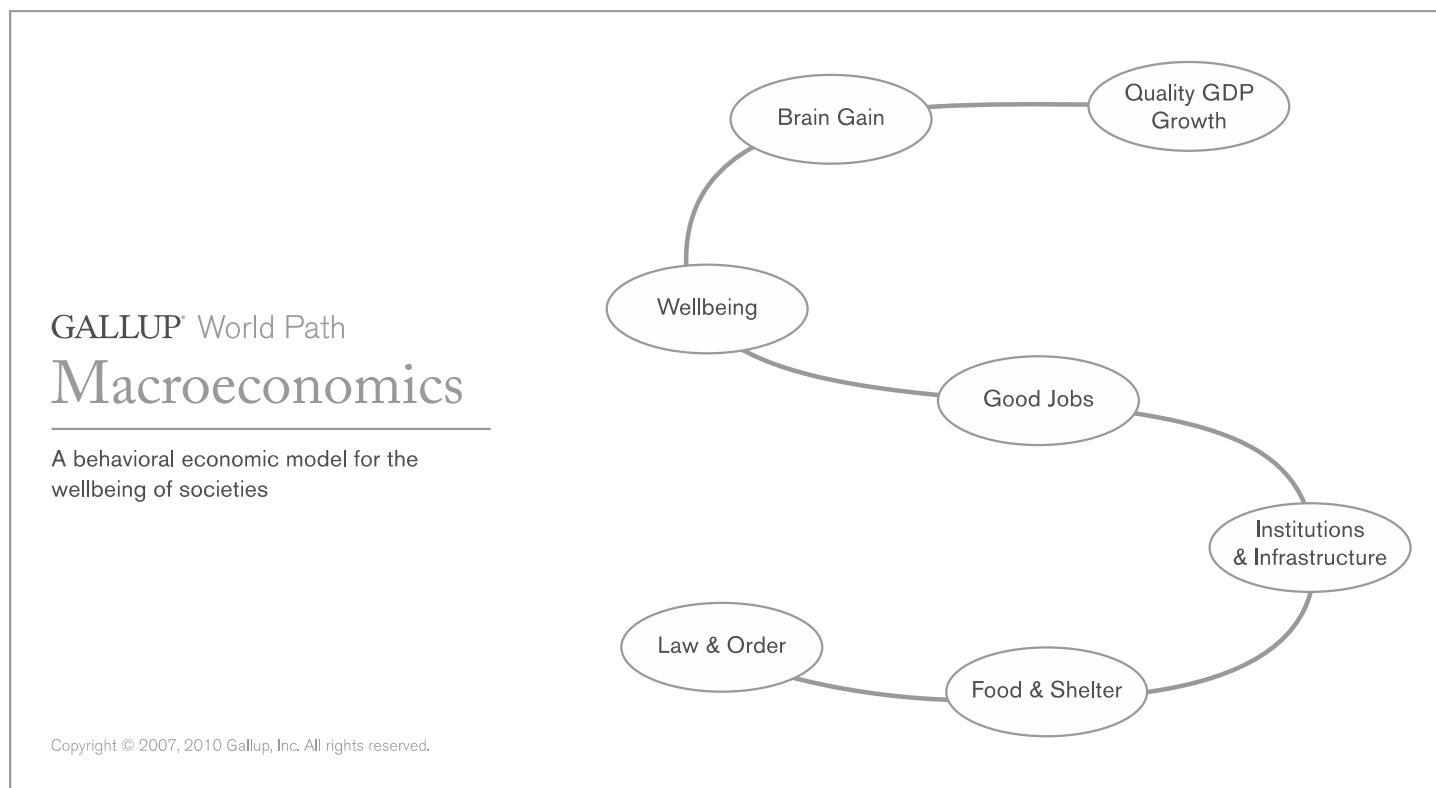 GALLUP® World Path
Macroeconomics
A behavioral economic model for the
wellbeing of societies
Brain Gain
Quality GDP
Growth
Wellbeing
Good Jobs
Institutions
& Infrastructure
Law & Order
Food & Shelter
Copyright © 2007, 2010 Gallup, Inc. All rights reserved.